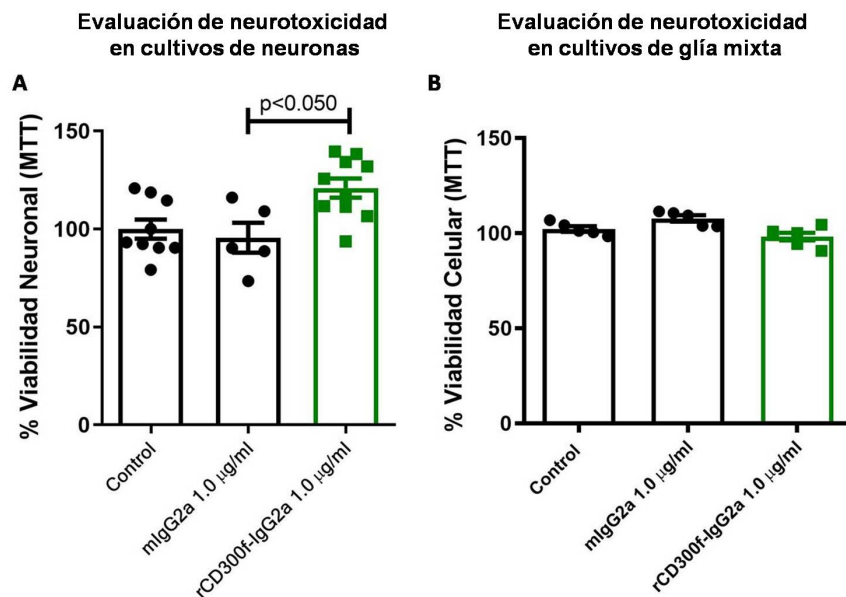 Evaluación de neurotoxicidad
en cultivos de neuronas
A
% Viabilidad Neuronal (MTT)
150
100
50
0
p<0.050
Control
mIgG2a 1.0 μg/ml
rCD300f-IgG2a 1.0 μg/ml
Evaluación de neurotoxicidad
en cultivos de glía mixta
B
% Viabilidad Celular (MTT)
150
100
50
0
Control
mIgG2a 1.0 μg/ml
rCD300f-IgG2a 1.0 μg/ml